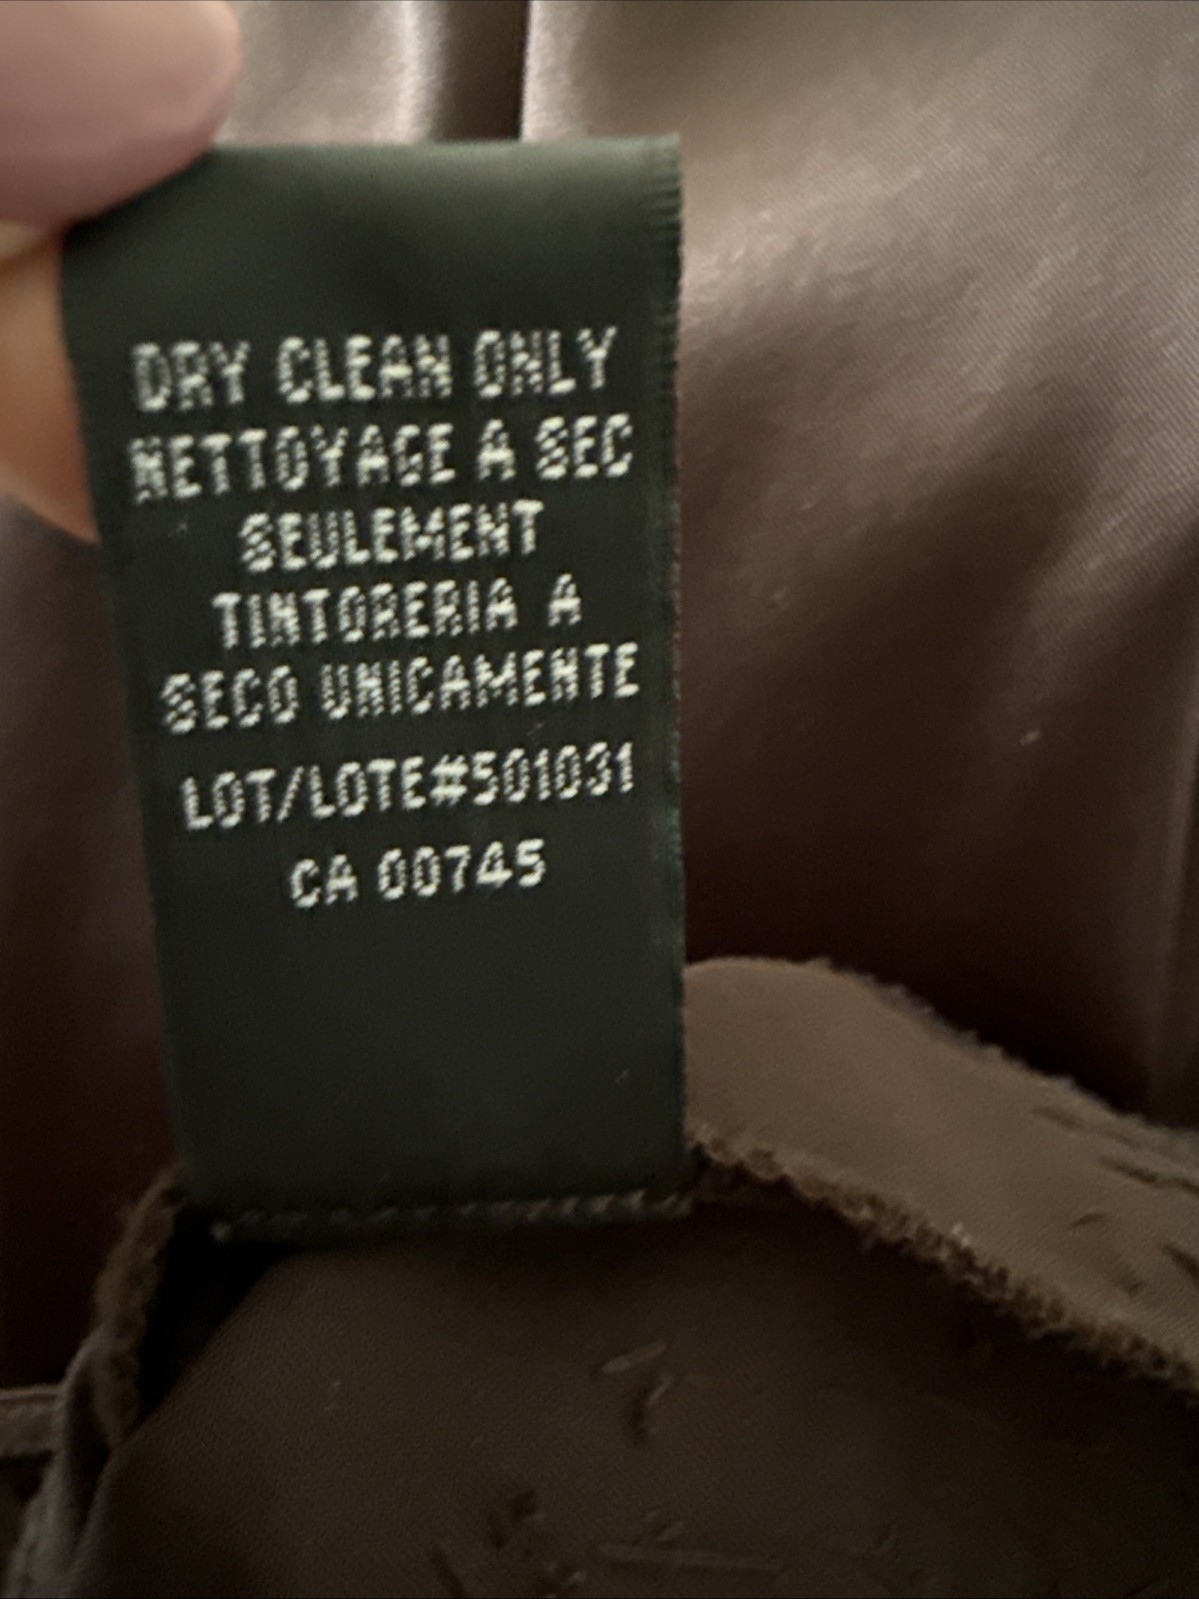 DRY CLEAN ONLY
NETTOYAGE A SEC
SEULEMENT
TINTORERIA A
SECO UNICAMENTE
LOT/LOTE#501031
CA 00745